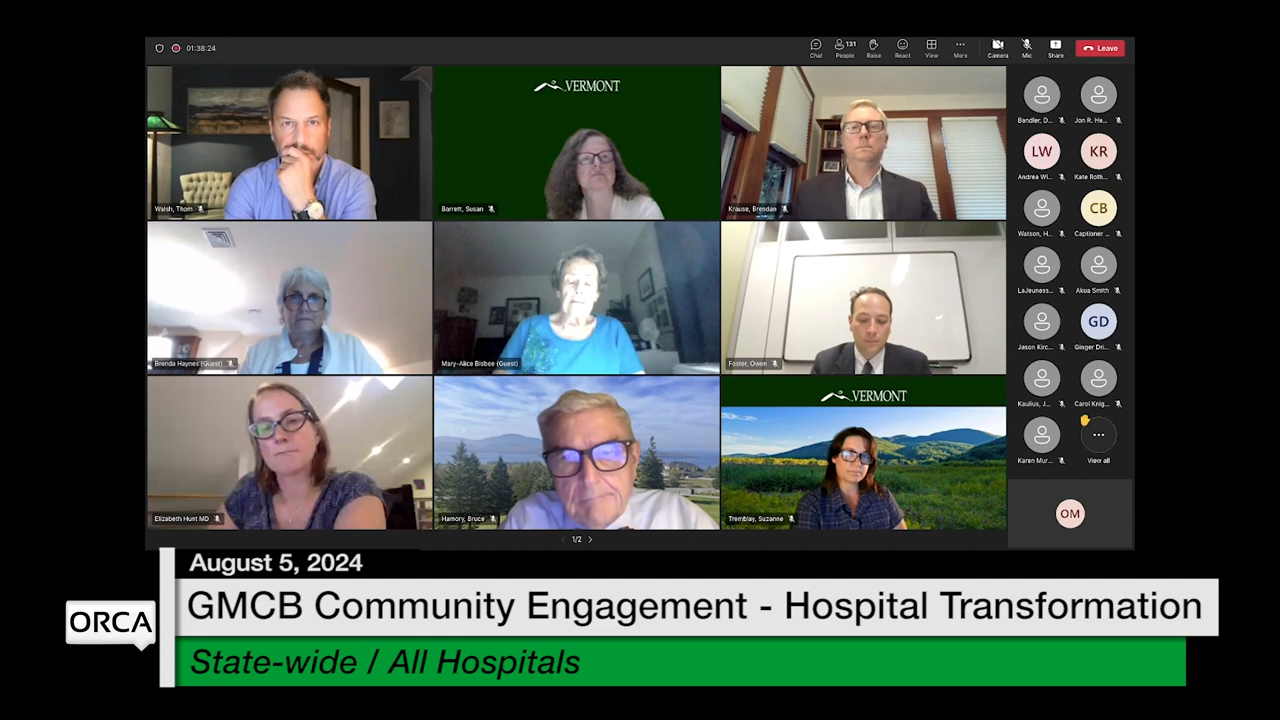 01:38:24
Chat
131
People
Raise
React
View
More
Camera
Mic
Share
Leave
VERMONT
Walsh, Thom
Barrett, Susan
Krause, Brendan
Bandler, D...
Jon R. He...
LW
KR
Andrea Wi...
Kate Roth...
CB
Watson, H...
Captioner ...
Brenda Haynes (Guest)
Mary-Alice Bisbee (Guest)
Foster, Owen
LaJeuness...
Akua Smith
GD
Jason Kirc...
Ginger Dri...
VERMONT
Kaulius, J...
Carol Knig...
Karen Mur...
View all
Elizabeth Hunt MD
Hamory, Bruce
Tremblay, Suzanne
OM
1/2
August 5, 2024
ORCA
GMCB Community Engagement - Hospital Transformation
State-wide / All Hospitals